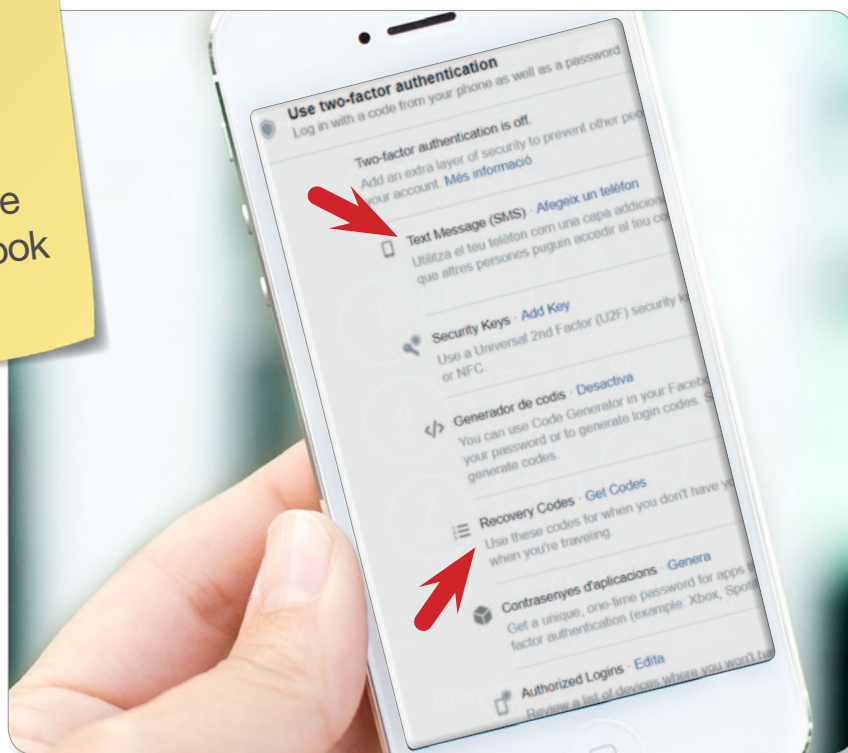 e
ook
Use two-factor authentication
Log in with a code from your phone as well as a password
Two-factor authentication is off.
Add an extra layer of security to prevent other peo
your account. Més informació
Text Message (SMS) · Afegeix un telèfon
Utilitza el teu telèfon com una capa addiciona
que altres persones puguin accedir al teu co
Security Keys · Add Key
Use a Universal 2nd Factor (U2F) security k
or NFC.
Generador de codis · Desactiva
You can use Code Generator in your Facebo
your password or to generate login codes. S
generate codes.
Recovery Codes · Get Codes
Use these codes for when you don't have yo
when you're traveling.
Contrasenyes d'aplicacions · Genera
Get a unique, one-time password for apps t
factor authentication (example: Xbox, Spotif
Authorized Logins · Edita
Review a list of devices where you won't ha